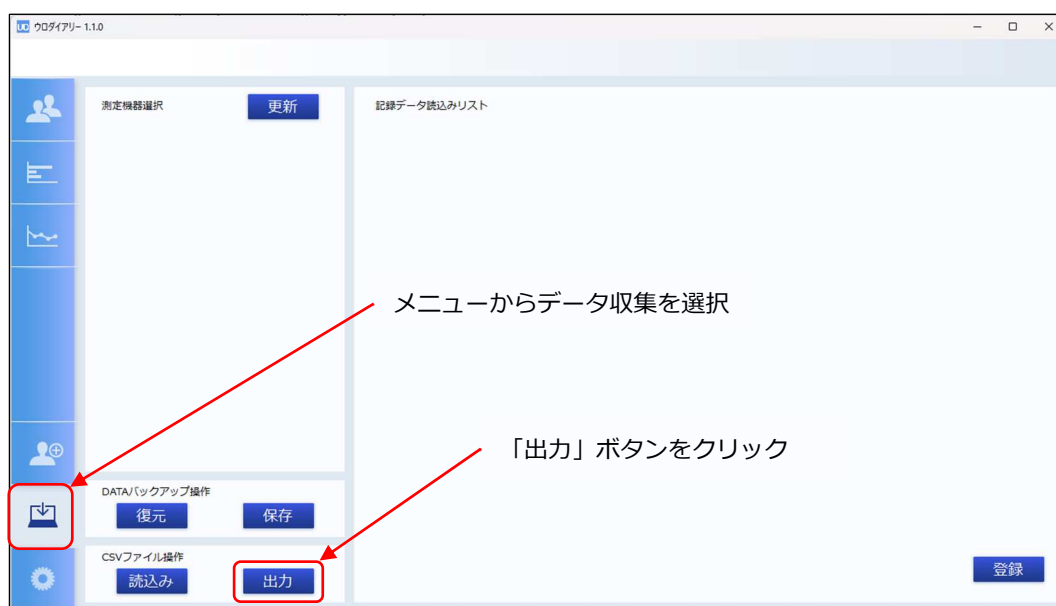 UD ウロダイアリー 1.1.0
測定機器選択
更新
記録データ読込みリスト
メニューからデータ収集を選択
「出力」ボタンをクリック
DATAバックアップ操作
復元
保存
CSVファイル操作
読込み
出力
登録